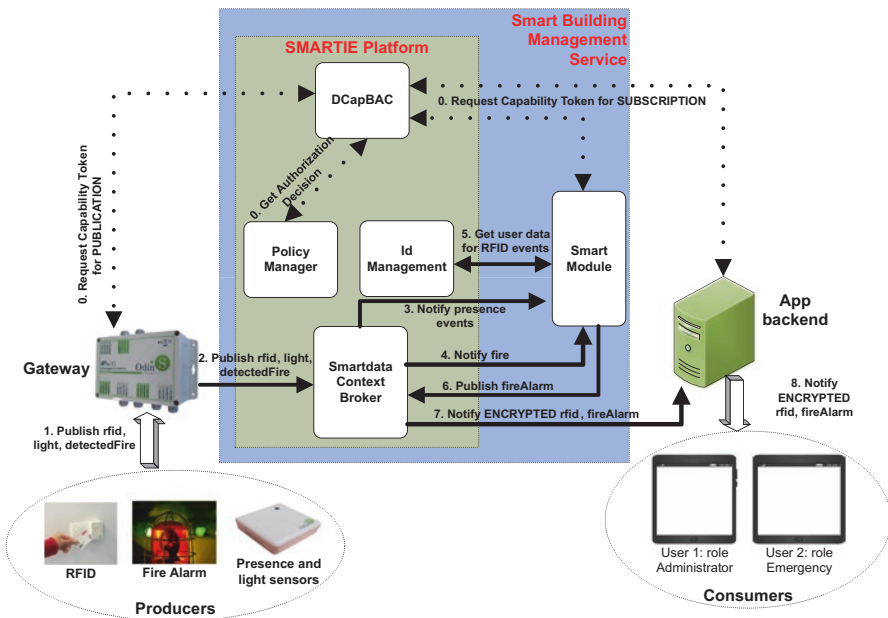 Smart Building
Management
Service
SMARTIE Platform
DCapBAC
0. Request Capability Token for SUBSCRIPTION
0. Request Capability Token
for PUBLICATION
0. Get Authorization
Decision
Policy
Manager
Id
Management
5. Get user data
for RFID events
Smart
Module
3. Notify presence
events
App
backend
Gateway
Odin S
2. Publish rfid, light,
detectedFire
Smartdata
Context
Broker
4. Notify fire
6. Publish fireAlarm
7. Notify ENCRYPTED rfid, fireAlarm
8. Notify
ENCRYPTED
rfid, fireAlarm
1. Publish rfid,
light, detectedFire
RFID
Fire Alarm
Presence and
light sensors
Producers
User 1: role
Administrator
User 2: role
Emergency
Consumers